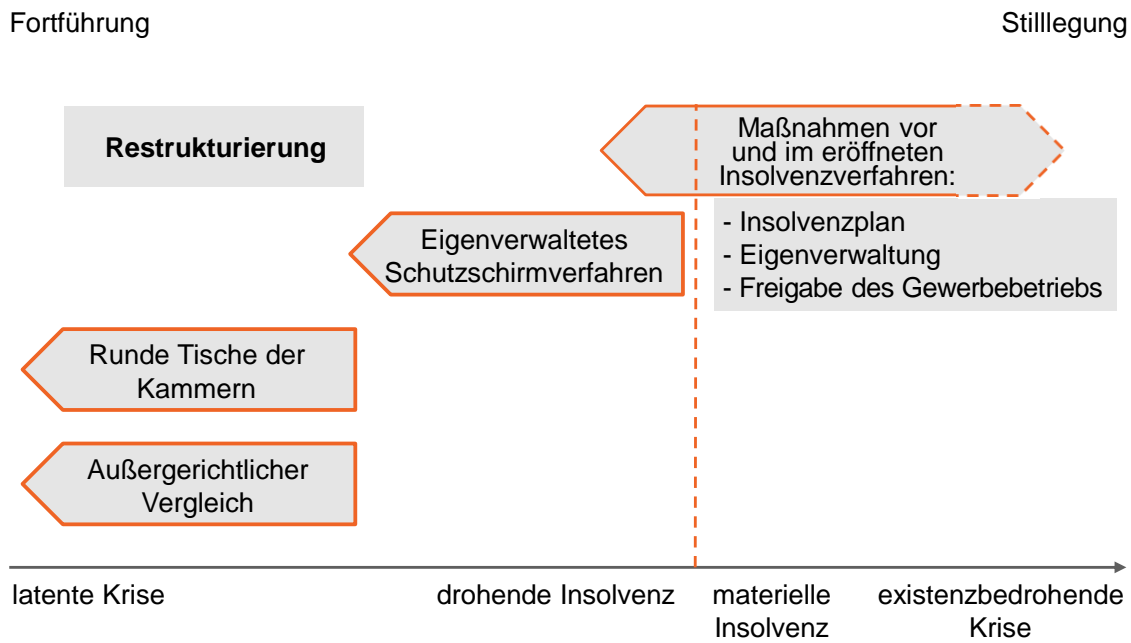 Fortführung
Stilllegung
Restrukturierung
Maßnahmen vor
und im eröffneten
Insolvenzverfahren:
- Insolvenzplan
- Eigenverwaltung
- Freigabe des Gewerbebetriebs
Eigenverwaltetes
Schutzschirmverfahren
Runde Tische der
Kammern
Außergerichtlicher
Vergleich
latente Krise
drohende Insolvenz
materielle
Insolvenz
existenzbedrohende
Krise